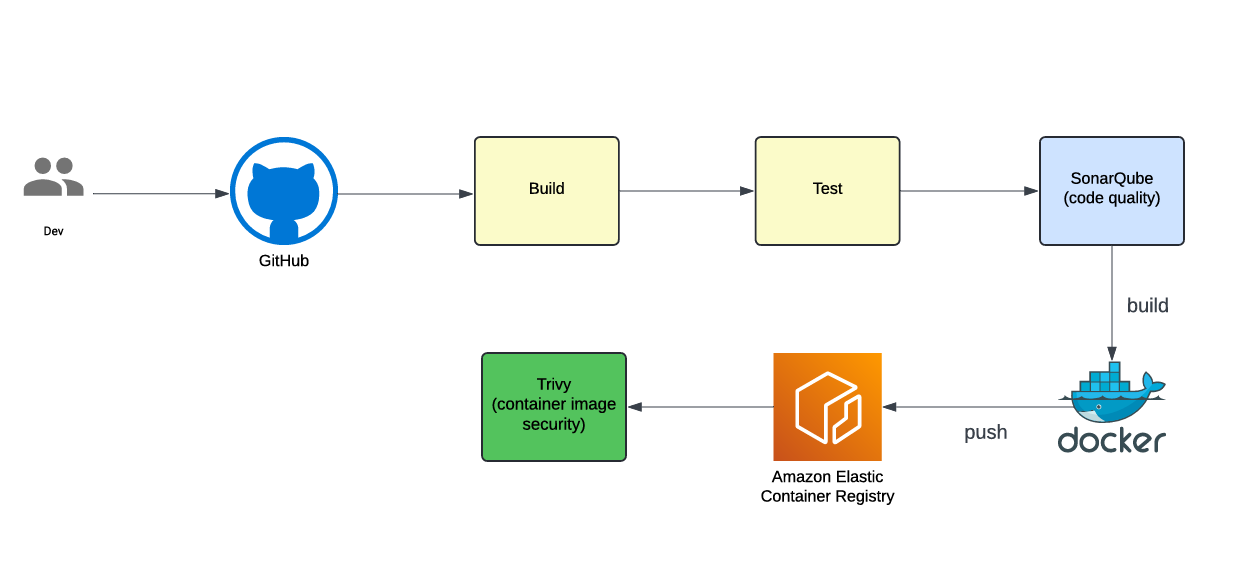 Dev
GitHub
Build
Test
SonarQube
(code quality)
build
docker
push
Amazon Elastic
Container Registry
Trivy
(container image
security)